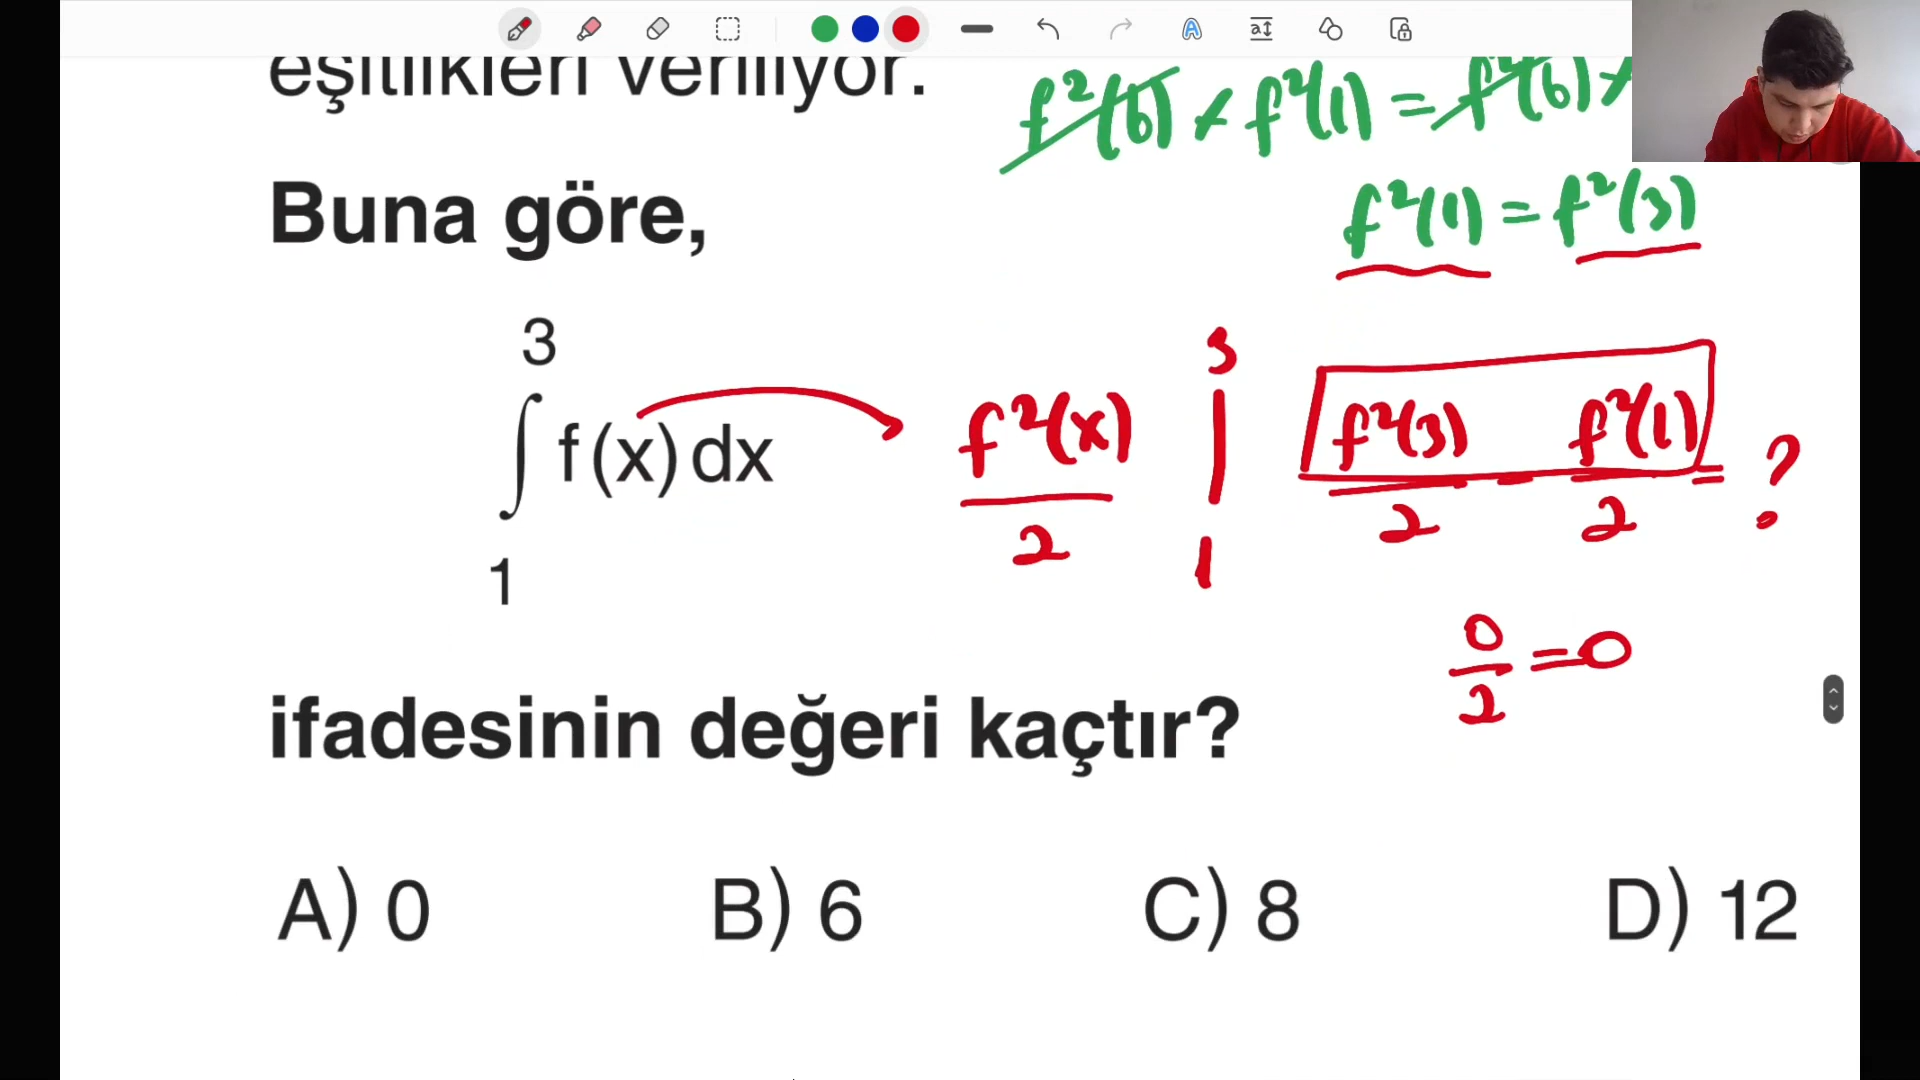 eşitlikleri veriliyor.
f²(6) + f²(1) = f²(6) +
Buna göre,
f²(1) = f²(3)
3
∫ f(x) dx
1
f²(x)
2
3
|
1
f²(3) - f²(1) = ?
2 2
0
2
= 0
ifadesinin değeri kaçtır?
A) 0 B) 6 C) 8 D) 12